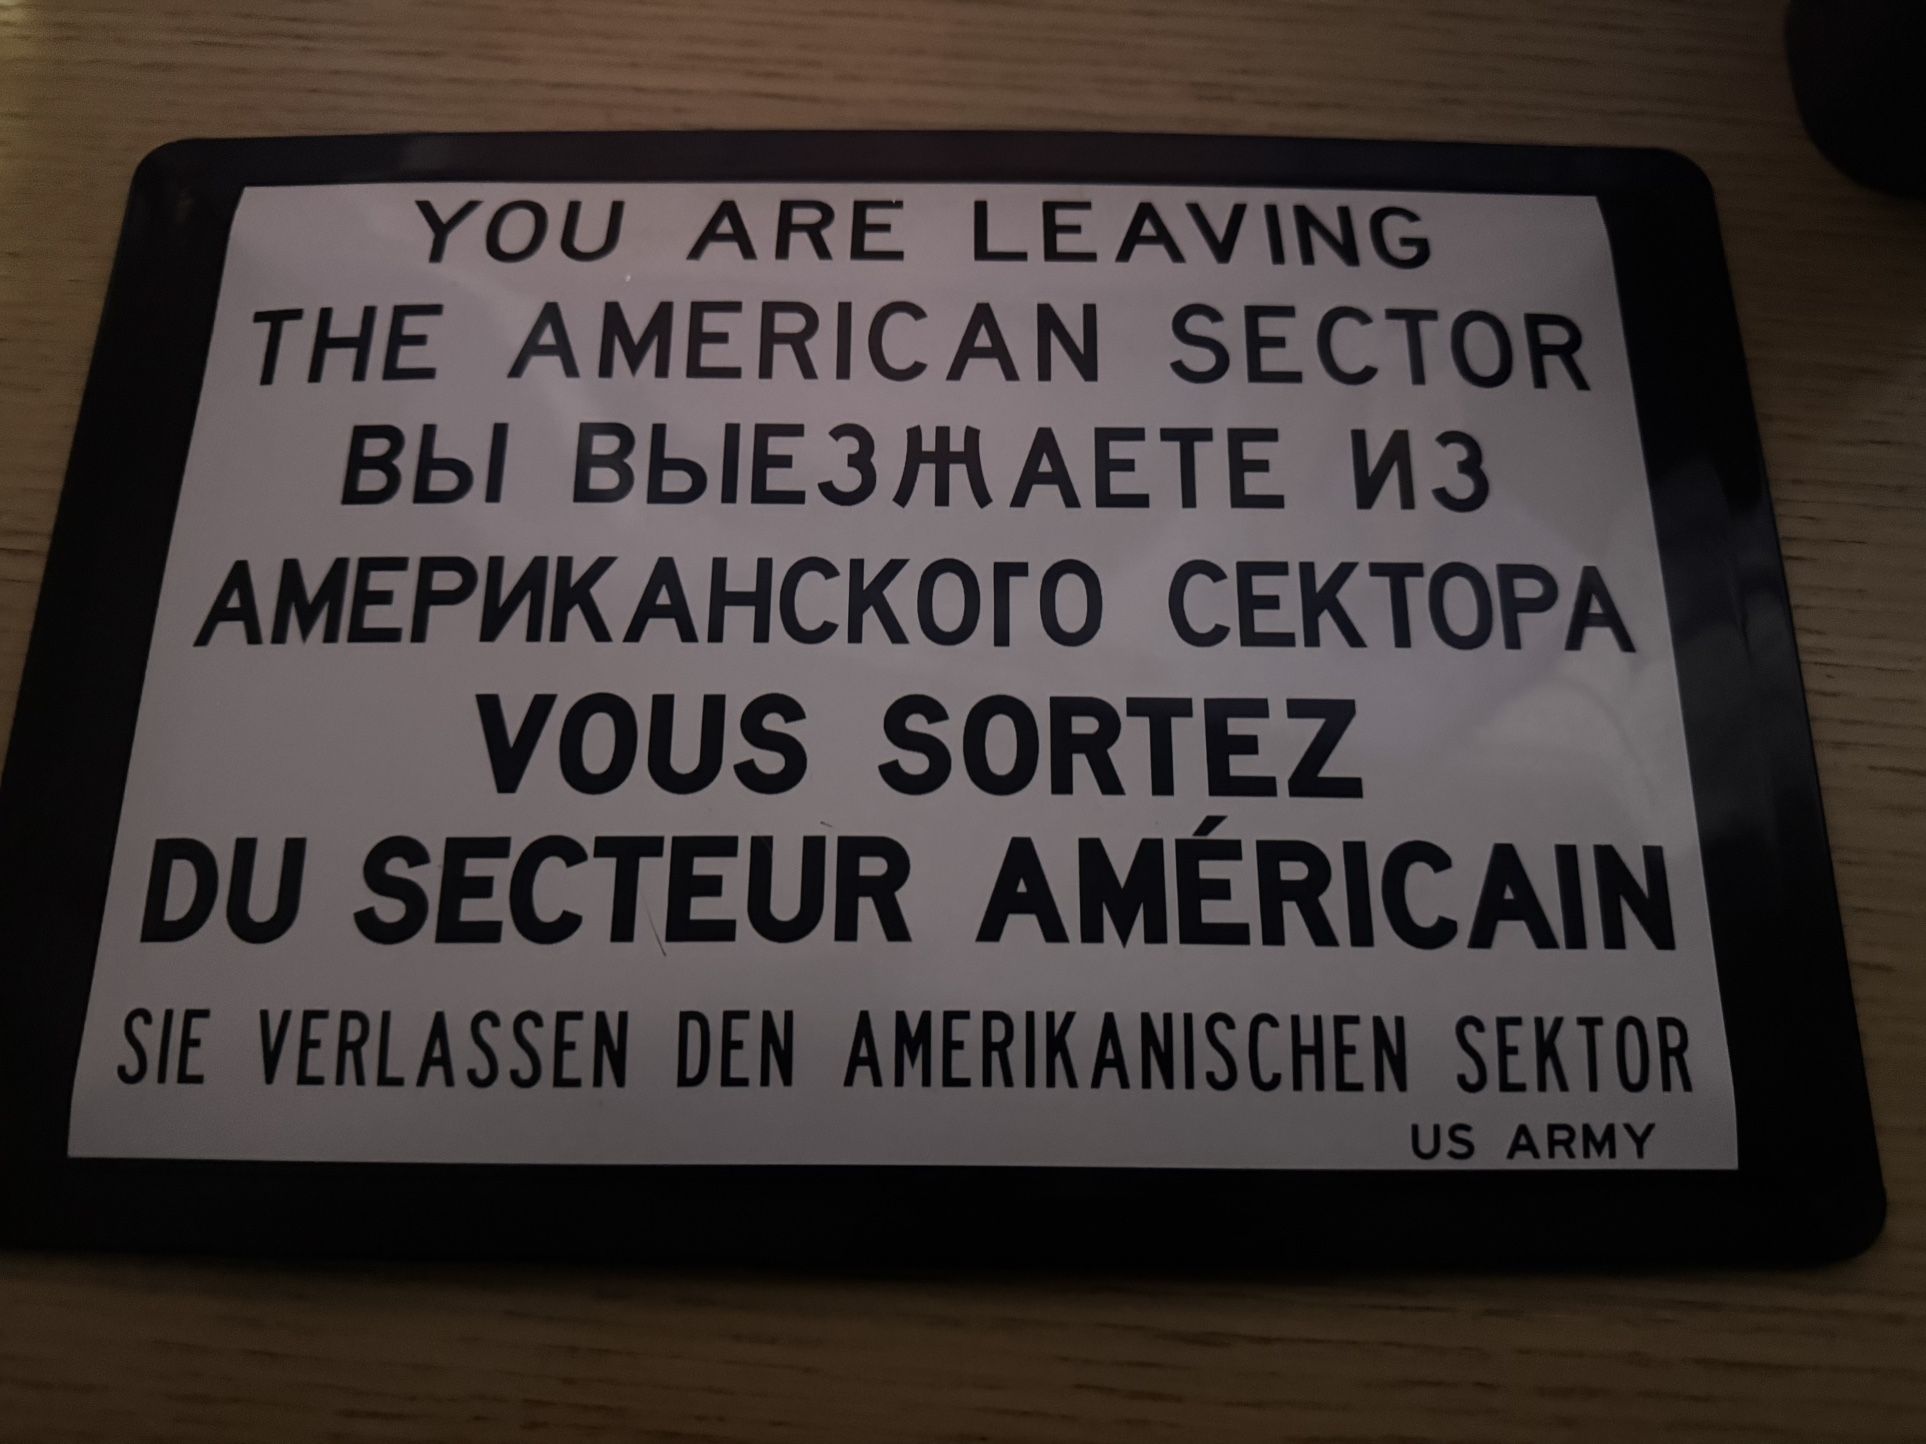 YOU ARE LEAVING
THE AMERICAN SECTOR
ВЫ ВЫЕЗЖАЕТЕ ИЗ
АМЕРИКАНСКОГО СЕКТОРА
VOUS SORTEZ
DU SECTEUR AMÉRICAIN
SIE VERLASSEN DEN AMERIKANISCHEN SEKTOR
US ARMY